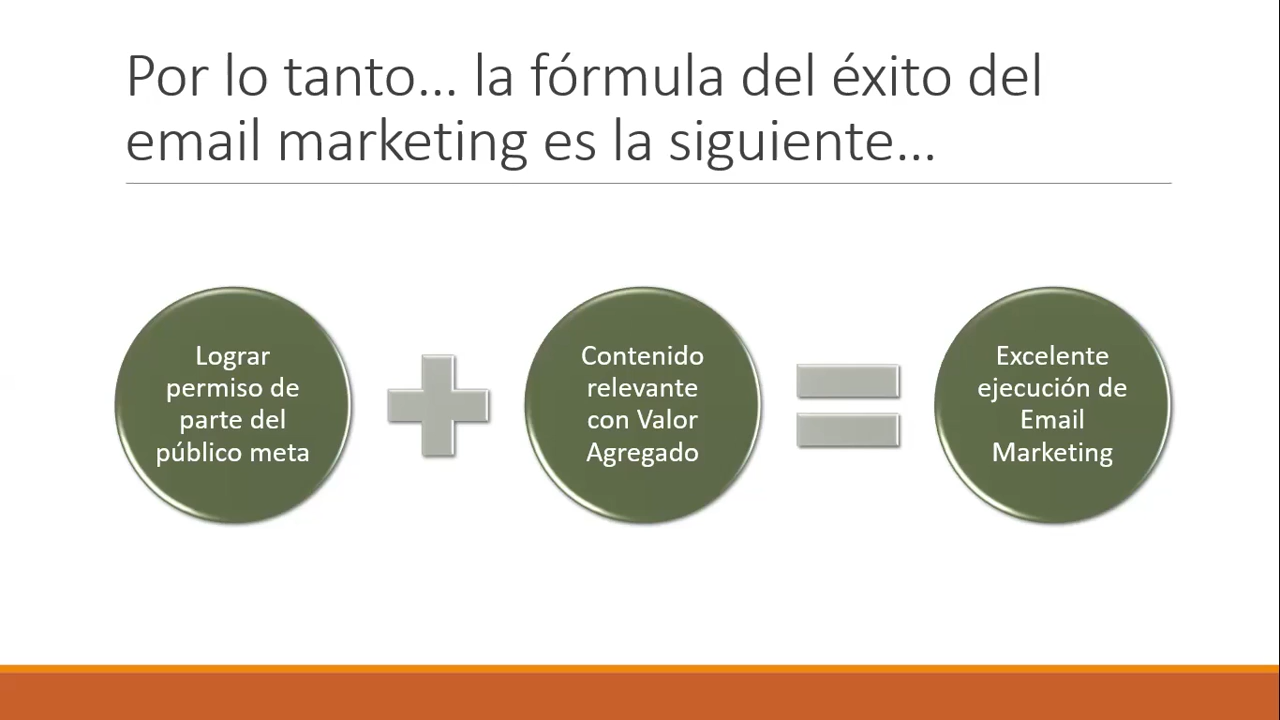 Por lo tanto... la fórmula del éxito del
email marketing es la siguiente...
Lograr
permiso de
parte del
público meta
Contenido
relevante
con Valor
Agregado
Excelente
ejecución de
Email
Marketing